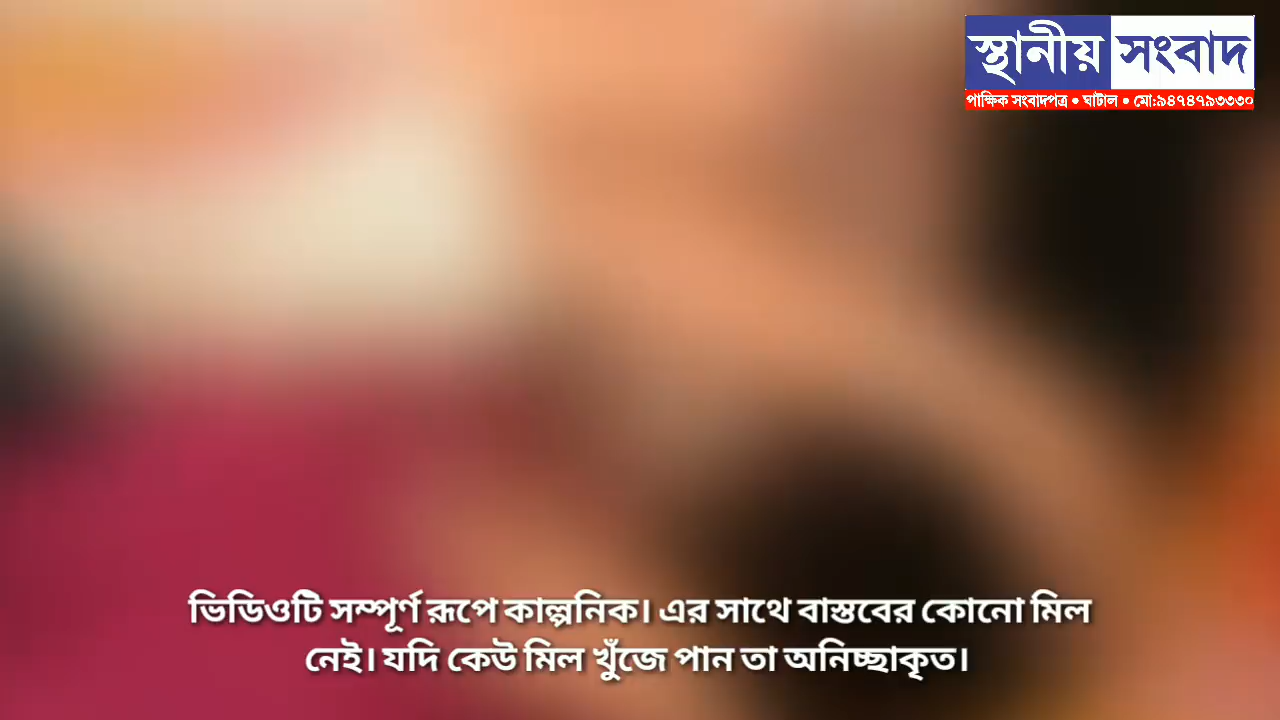 স্থানীয় সংবাদ
পাক্ষিক সংবাদপত্র • ঘাটাল • মো:৯৪৭৪৭৯৩৩৩০
ভিডিওটি সম্পূর্ণ রূপে কাল্পনিক। এর সাথে বাস্তবের কোনো মিল
নেই। যদি কেউ মিল খুঁজে পান তা অনিচ্ছাকৃত।